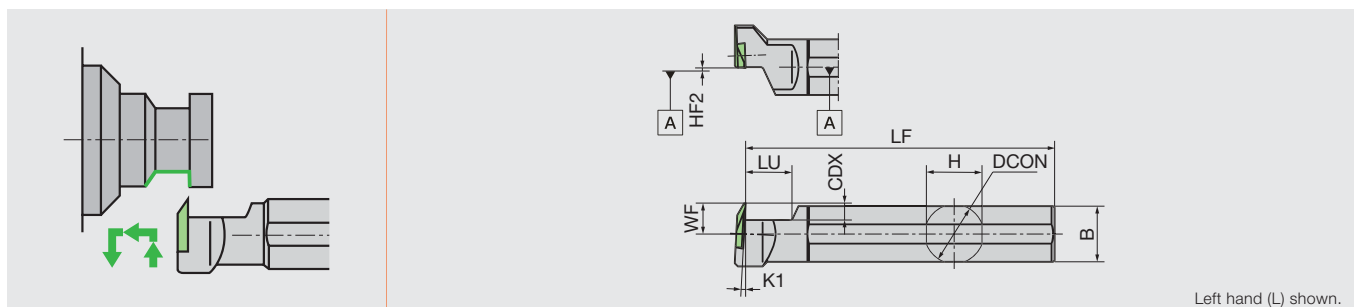 HF2
A
A
LF
LU
CDX
H
DCON
WF
B
K1
Left hand (L) shown.